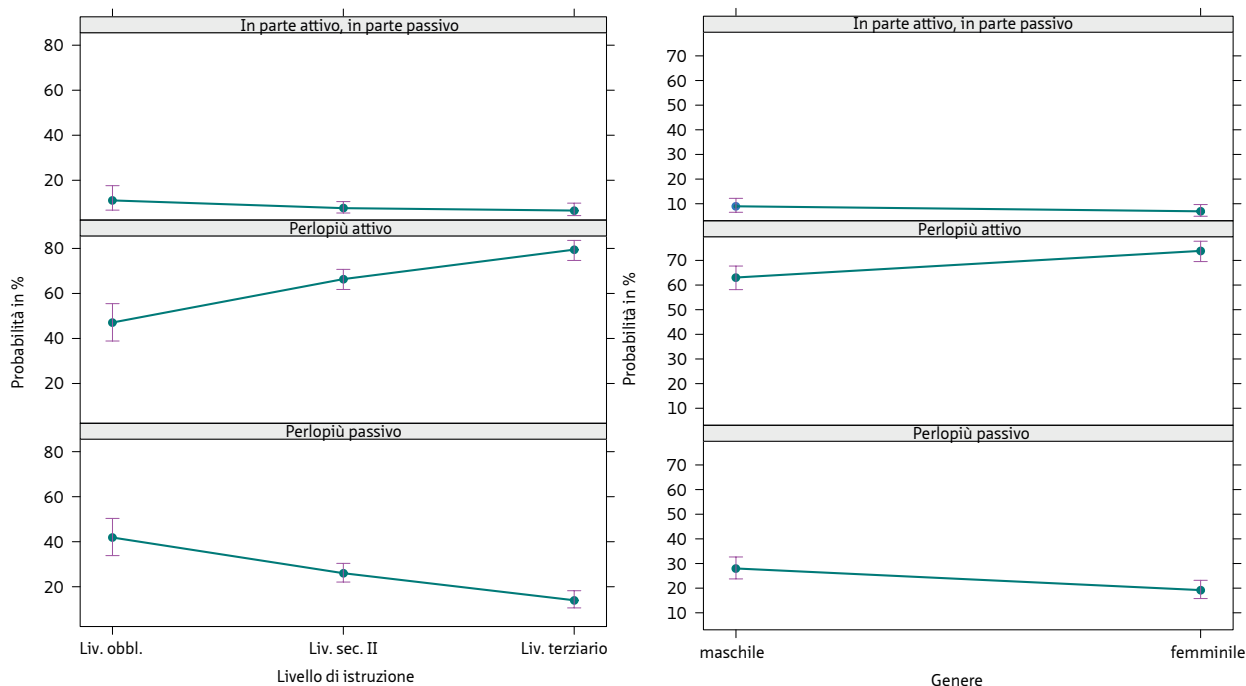 In parte attivo, in parte passivo
80
60
40
20
Perlopiù attivo
80
60
40
20
Perlopiù passivo
80
60
40
20
Probabilità in %
Liv. obbl.
Liv. sec. II
Liv. terziario
Livello di istruzione
In parte attivo, in parte passivo
70
60
50
40
30
20
10
Perlopiù attivo
70
60
50
40
30
20
10
Perlopiù passivo
70
60
50
40
30
20
10
Probabilità in %
maschile
femminile
Genere